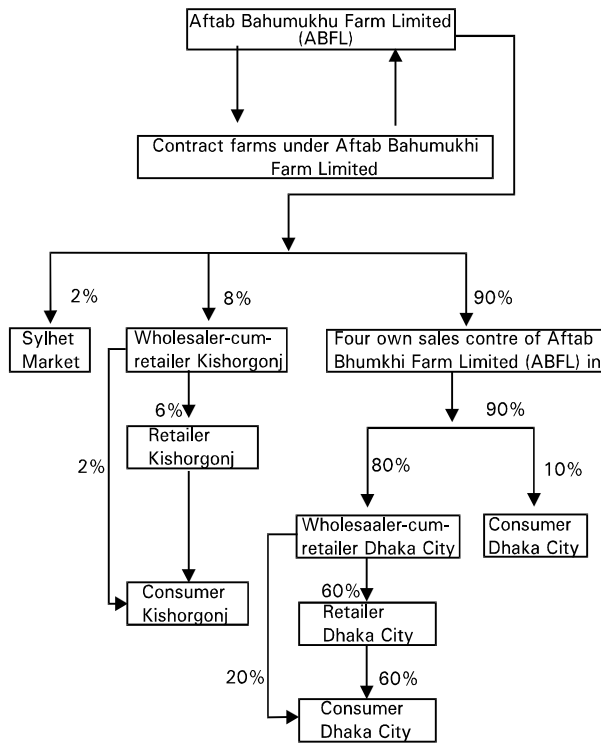 Aftab Bahumukhu Farm Limited
(ABFL)
Contract farms under Aftab Bahumukhi
Farm Limited
2%
8%
90%
Sylhet
Market
Wholesaler-cum-
retailer Kishorgonj
Four own sales contre of Aftab
Bhumkhi Farm Limited (ABFL) in
6%
90%
Retailer
Kishorgonj
2%
80%
10%
Wholesaaler-cum-
retailer Dhaka City
Consumer
Dhaka City
Consumer
Kishorgonj
60%
Retailer
Dhaka City
20%
60%
Consumer
Dhaka City